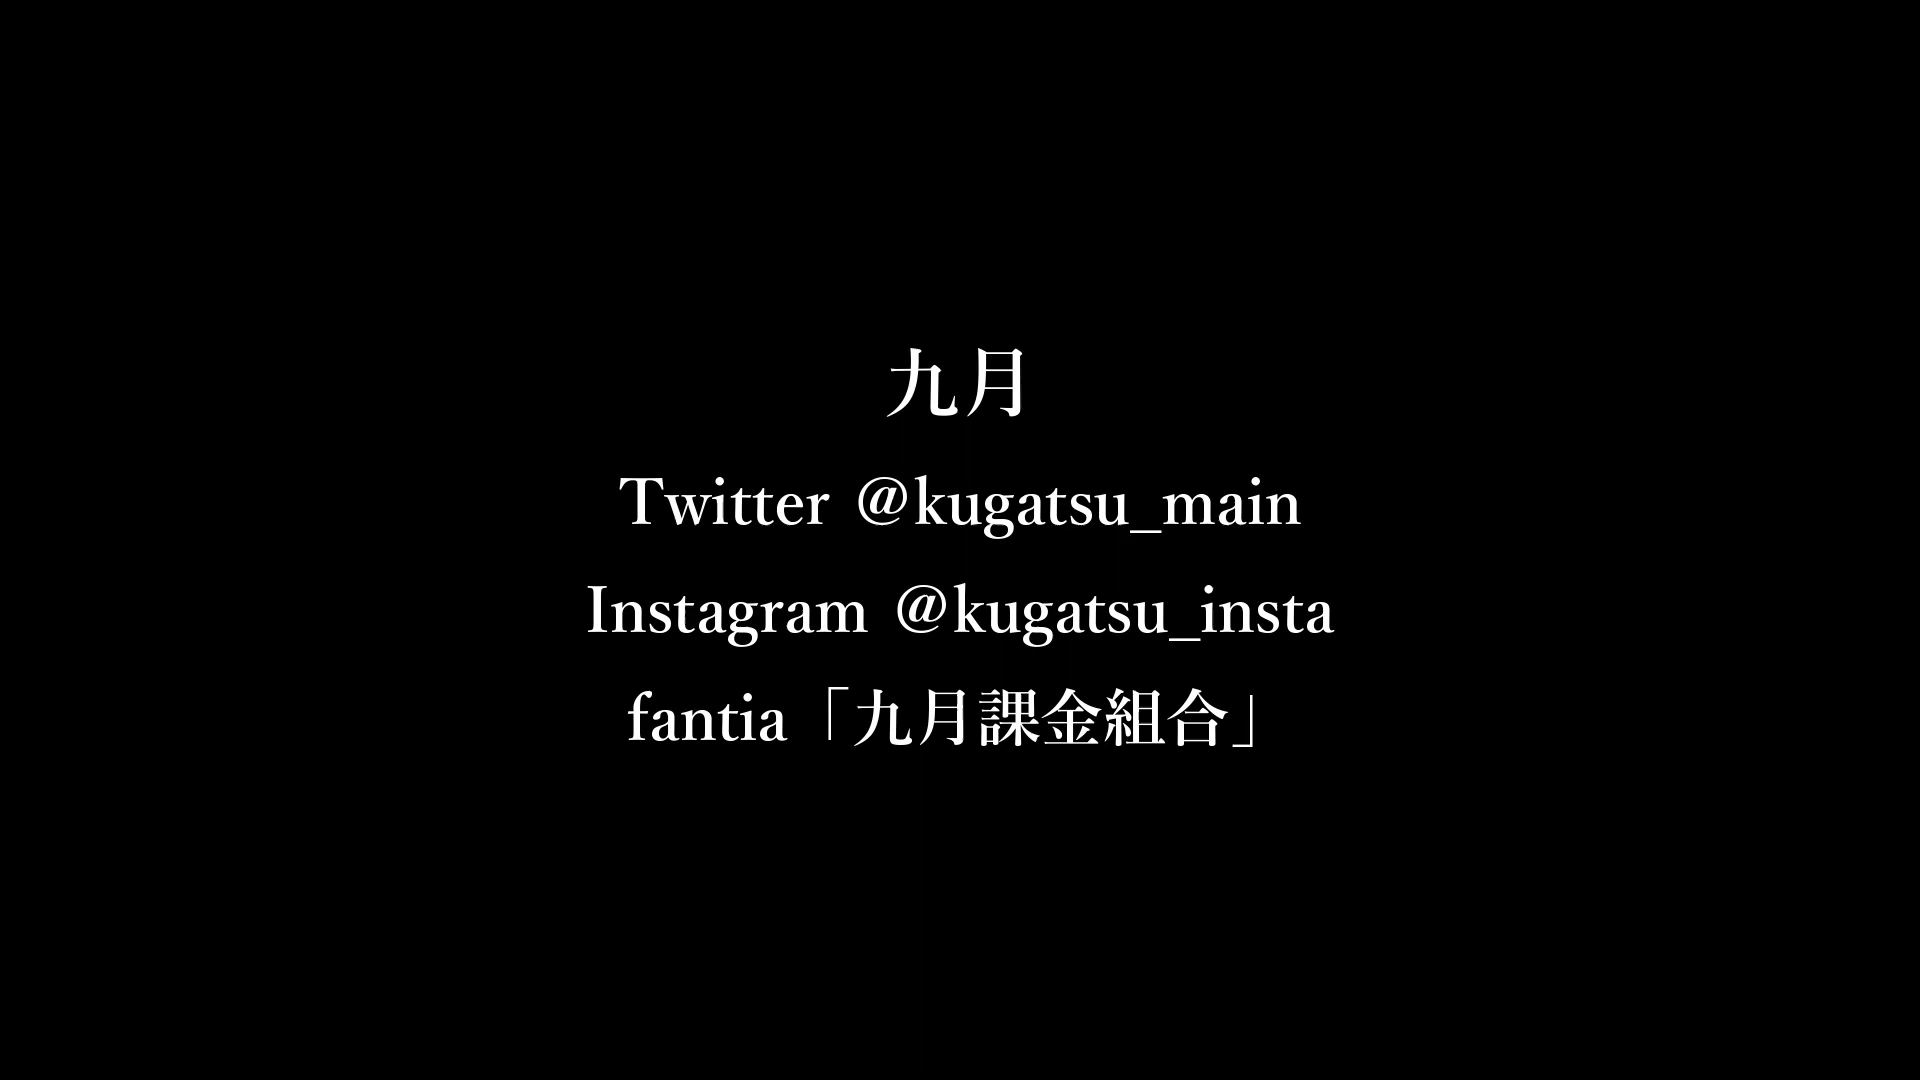 九月
Twitter @kugatsu_main
Instagram @kugatsu_insta
fantia「九月課金組合」